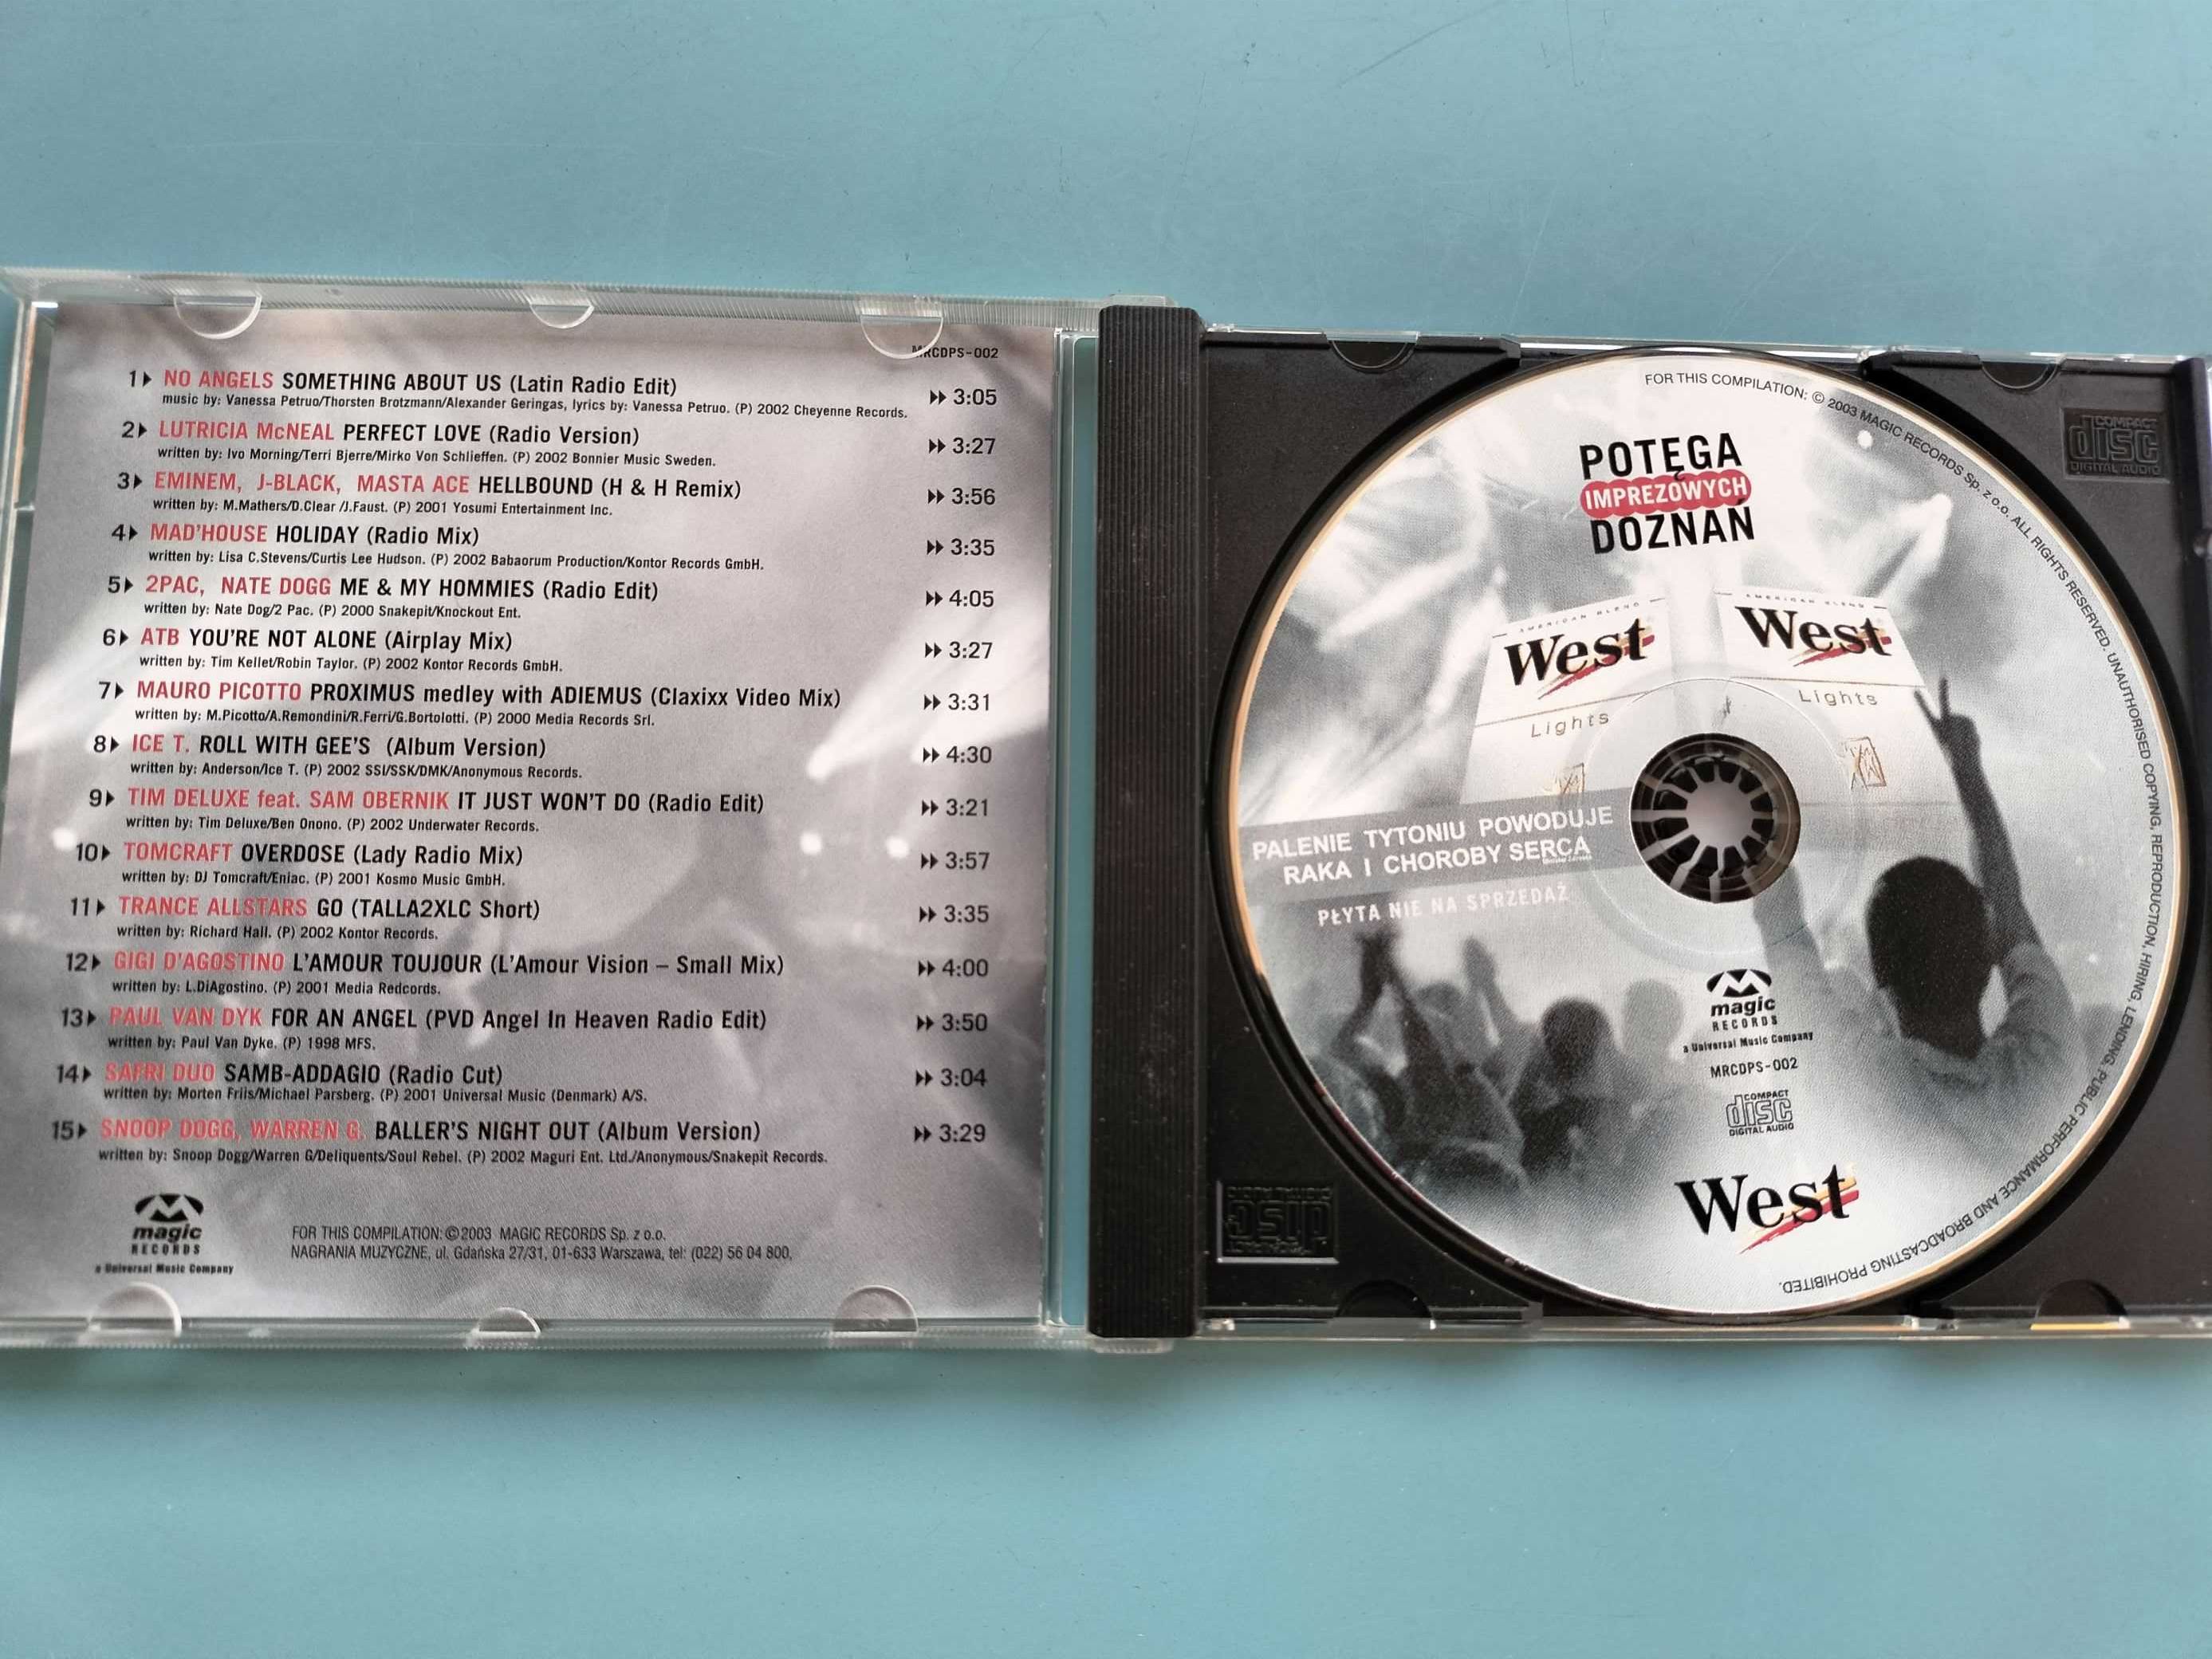 MRCDPS-002
1 NO ANGELS SOMETHING ABOUT US (Latin Radio Edit) 3:05
music by: Vanessa Petruo/Thorsten Brotzmann/Alexander Geringas, lyrics by: Vanessa Petruo. (P) 2002 Cheyenne Records.
2 LUTRICIA McNEAL PERFECT LOVE (Radio Version) 3:27
written by: Ivo Morning/Terri Bjerre/Mirko Von Schlieffen. (P) 2002 Bonnier Music Sweden.
3 EMINEM, J-BLACK, MASTA ACE HELLBOUND (H & H Remix) 3:56
written by: M.Mathers/D.Clear /J.Faust. (P) 2001 Yosumi Entertainment Inc.
4 MAD'HOUSE HOLIDAY (Radio Mix) 3:35
written by: Lisa C.Stevens/Curtis Lee Hudson. (P) 2002 Babaorum Production/Kontor Records GmbH.
5 2PAC, NATE DOGG ME & MY HOMMIES (Radio Edit) 4:05
written by: Nate Dog/2 Pac. (P) 2000 Snakepit/Knockout Ent.
6 ATB YOU'RE NOT ALONE (Airplay Mix) 3:27
written by: Tim Kellet/Robin Taylor. (P) 2002 Kontor Records GmbH.
7 MAURO PICOTTO PROXIMUS medley with ADIEMUS (Claxixx Video Mix) 3:31
written by: M.Picotto/A.Remondini/R.Ferri/G.Bortolotti. (P) 2000 Media Records Srl.
8 ICE T. ROLL WITH GEE'S (Album Version) 4:30
written by: Anderson/Ice T. (P) 2002 SSI/SSK/DMK/Anonymous Records.
9 TIM DELUXE feat. SAM OBERNIK IT JUST WON'T DO (Radio Edit) 3:21
written by: Tim Deluxe/Ben Onono. (P) 2002 Underwater Records.
10 TOMCRAFT OVERDOSE (Lady Radio Mix) 3:57
written by: DJ Tomcraft/Eniac. (P) 2001 Kosmo Music GmbH.
11 TRANCE ALLSTARS GO (TALLA2XLC Short) 3:35
written by: Richard Hall. (P) 2002 Kontor Records.
12 GIGI D'AGOSTINO L'AMOUR TOUJOUR (L'Amour Vision – Small Mix) 4:00
written by: L.DiAgostino. (P) 2001 Media Redcords.
13 PAUL VAN DYK FOR AN ANGEL (PVD Angel In Heaven Radio Edit) 3:50
written by: Paul Van Dyke. (P) 1998 MFS.
14 SAFRI DUO SAMB-ADDAGIO (Radio Cut) 3:04
written by: Morten Friis/Michael Parsberg. (P) 2001 Universal Music (Denmark) A/S.
15 SNOOP DOGG, WARREN G. BALLER'S NIGHT OUT (Album Version) 3:29
written by: Snoop Dogg/Warren G/Deliquents/Soul Rebel. (P) 2002 Maguri Ent. Ltd./Anonymous/Snakepit Records.
magic
RECORDS
a Universal Music Company
FOR THIS COMPILATION: ©2003 MAGIC RECORDS Sp. z o.o.
NAGRANIA MUZYCZNE, ul. Gdańska 27/31, 01-633 Warszawa, tel: (022) 56 04 800,
FOR THIS COMPILATION: © 2003 MAGIC RECORDS Sp. z o.o. ALL RIGHTS RESERVED. UNAUTHORISED COPYING, REPRODUCTION, HIRING, LENDING, PUBLIC PERFORMANCE AND BROADCASTING PROHIBITED.
POTĘGA
IMPREZOWYCH
DOZNAŃ
AMERICAN BLEND
West
Lights
AMERICAN BLEND
West
Lights
PALENIE TYTONIU POWODUJE
RAKA I CHOROBY SERCA
PŁYTA NIE NA SPRZEDAŻ
magic
RECORDS
a Universal Music Company
MRCDPS-002
COMPACT
disc
DIGITAL AUDIO
West
COMPACT
disc
DIGITAL AUDIO
disc